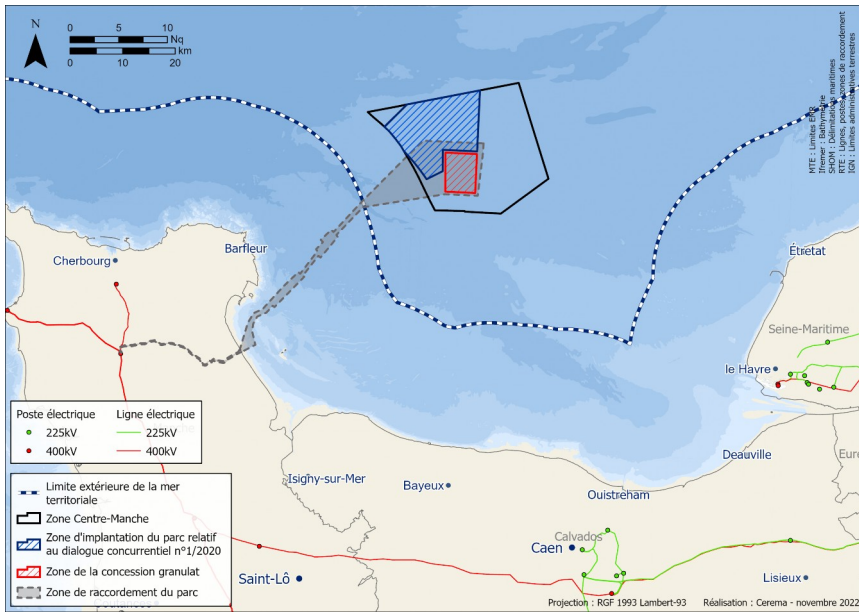 N
0 5 10
Nq
km
0 10 20
MTE : Limites EMR
Ifremer : Bathymétrie
SHOM : Délimitations maritimes
RTE : Lignes, postes, zones de raccordement
IGN : Limites administratives terrestres
Barfleur
Cherbourg
Étretat
Seine-Maritime
le Havre
Deauville
Isigny-sur-Mer
Bayeux
Ouistreham
Calvados
Caen
Saint-Lô
Lisieux
Poste électrique Ligne électrique
225kV 225kV
400kV 400kV
Limite extérieure de la mer
territoriale
Zone Centre-Manche
Zone d'implantation du parc relatif
au dialogue concurrentiel n°1/2020
Zone de la concession granulat
Zone de raccordement du parc
Projection : RGF 1993 Lambert-93 Réalisation : Cerema - novembre 2022